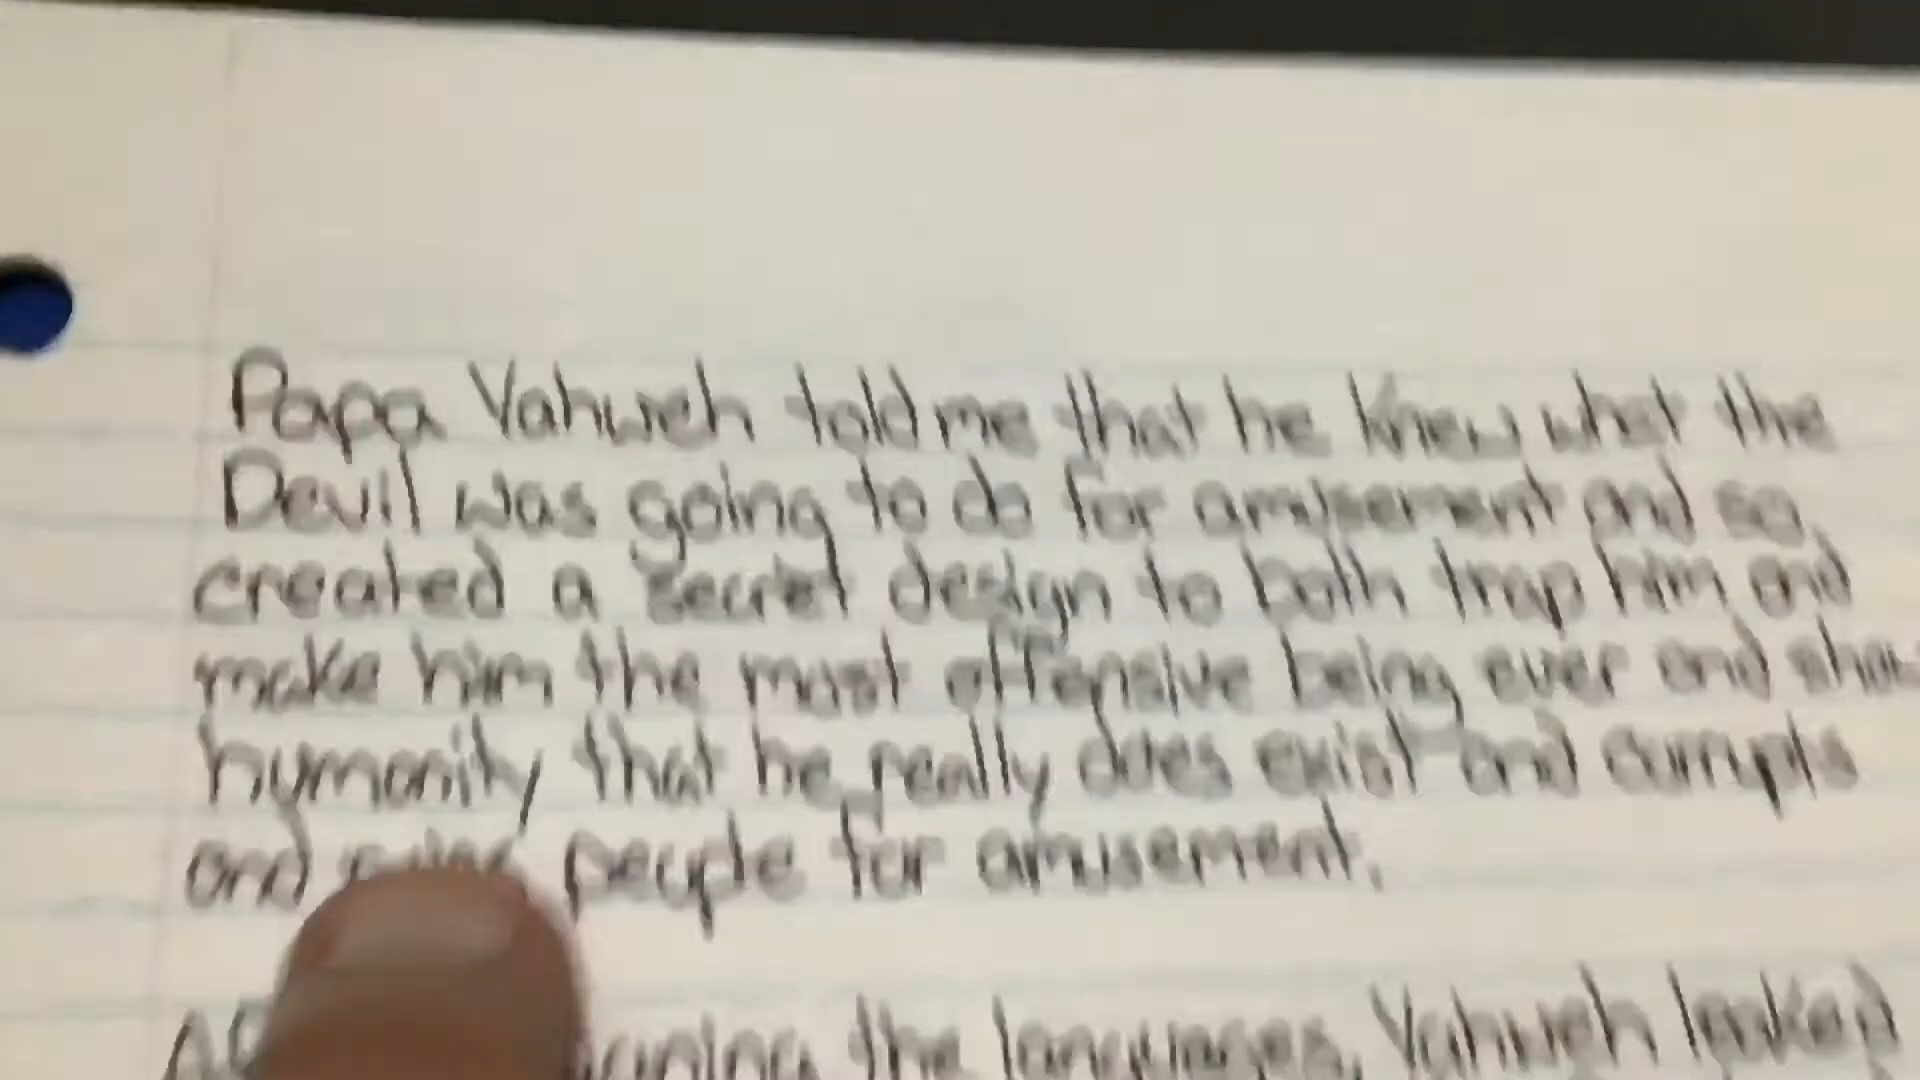 Papa Yahweh told me that he knew what the
Devil was going to do for amusement and so
created a secret design to both trap him and
make him the most offensive being ever and
humanity that he really does exist and corrupts
and people for amusement.
the languages, Yahweh looked